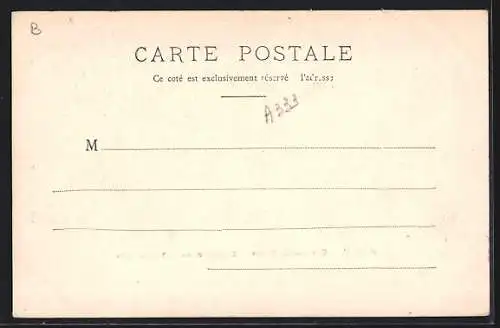 B
CARTE POSTALE
Ce coté est exclusivement réservé l'adresse
A333
M